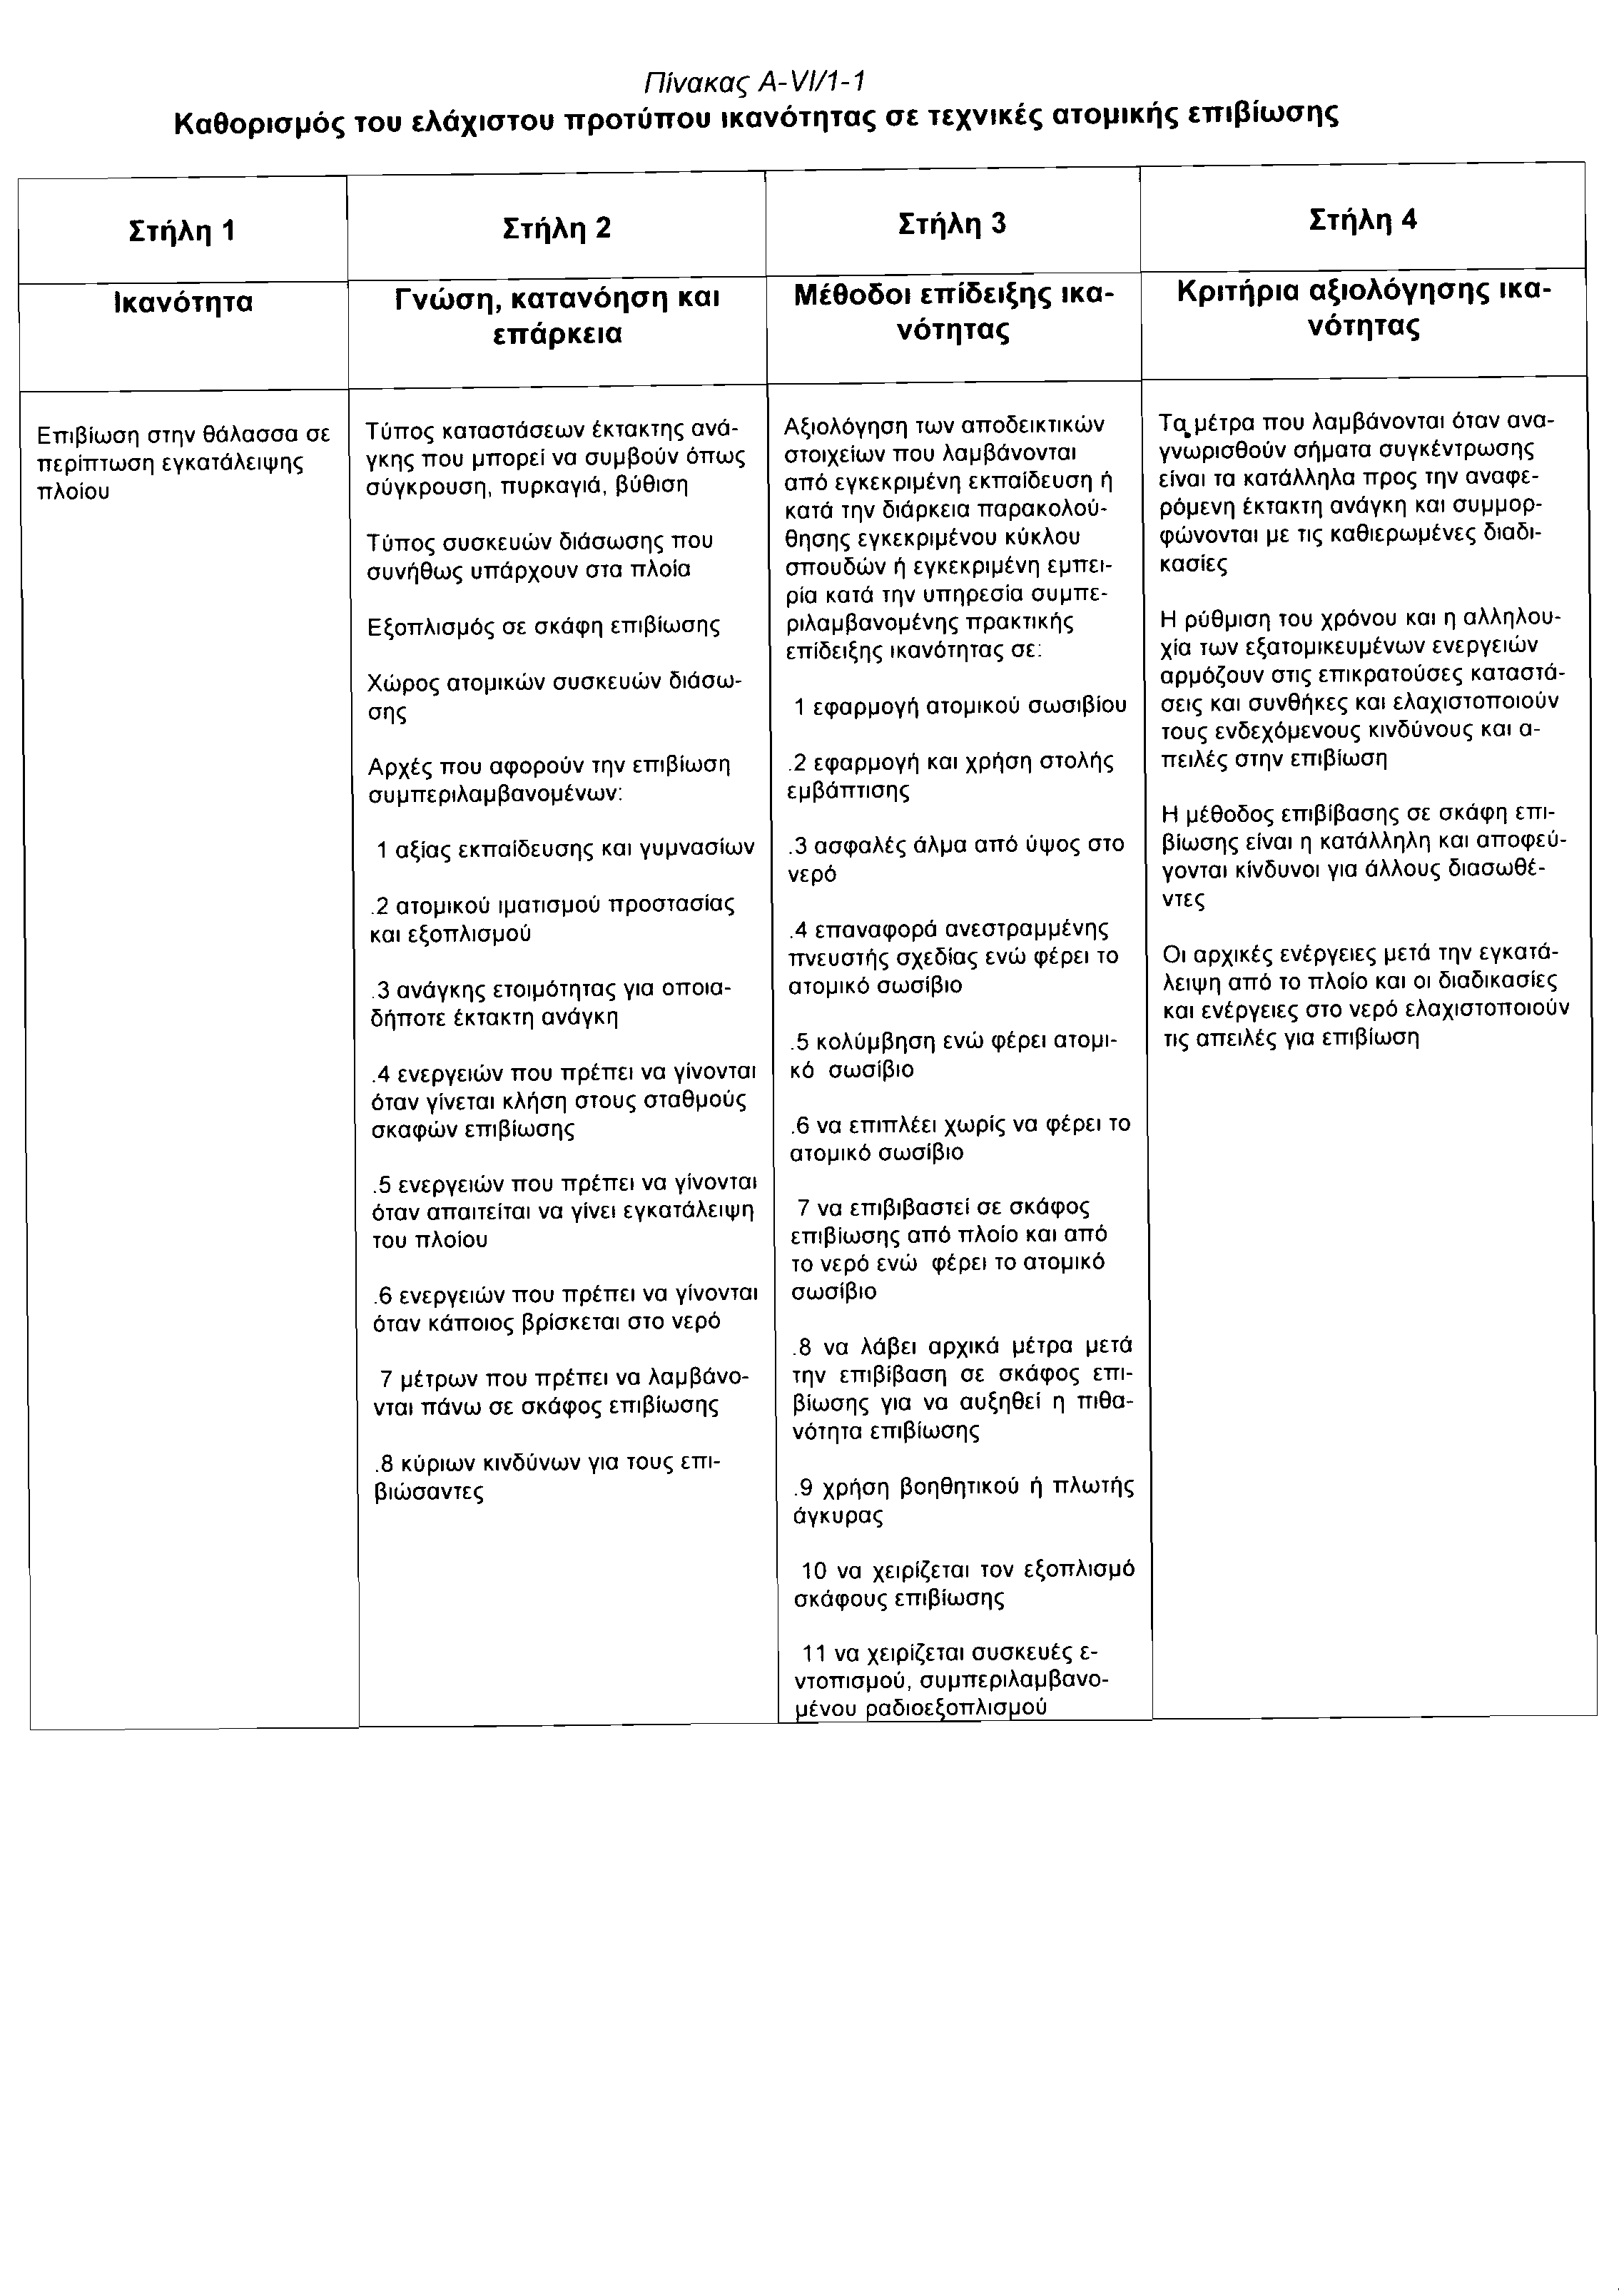 Πίνακας A-VI/1-1
Καθορισμός του ελάχιστου προτύπου ικανότητας σε τεχνικές ατομικής επιβίωσης
Στήλη 1
Στήλη 2
Στήλη 3
Στήλη 4
Ικανότητα
Γνώση, κατανόηση και
επάρκεια
Μέθοδοι επίδειξης ικα-
νότητας
Κριτήρια αξιολόγησης ικα-
νότητας
Επιβίωση στην θάλασσα σε
περίπτωση εγκατάλειψης
πλοίου
Τύπος καταστάσεων έκτακτης ανά-
γκης που μπορεί να συμβούν όπως
σύγκρουση, πυρκαγιά, βύθιση
Τύπος συσκευών διάσωσης που
συνήθως υπάρχουν στα πλοία
Εξοπλισμός σε σκάφη επιβίωσης
Χώρος ατομικών συσκευών διάσω-
σης
Αρχές που αφορούν την επιβίωση
συμπεριλαμβανομένων:
1 αξίας εκπαίδευσης και γυμνασίων
.2 ατομικού ιματισμού προστασίας
και εξοπλισμού
.3 ανάγκης ετοιμότητας για οποια-
δήποτε έκτακτη ανάγκη
.4 ενεργειών που πρέπει να γίνονται
όταν γίνεται κλήση στους σταθμούς
σκαφών επιβίωσης
.5 ενεργειών που πρέπει να γίνονται
όταν απαιτείται να γίνει εγκατάλειψη
του πλοίου
.6 ενεργειών που πρέπει να γίνονται
όταν κάποιος βρίσκεται στο νερό
7 μέτρων που πρέπει να λαμβάνο-
νται πάνω σε σκάφος επιβίωσης
.8 κύριων κινδύνων για τους επι-
βιώσαντες
Αξιολόγηση των αποδεικτικών
στοιχείων που λαμβάνονται
από εγκεκριμένη εκπαίδευση ή
κατά την διάρκεια παρακολού-
θησης εγκεκριμένου κύκλου
σπουδών ή εγκεκριμένη εμπει-
ρία κατά την υπηρεσία συμπε-
ριλαμβανομένης πρακτικής
επίδειξης ικανότητας σε:
1 εφαρμογή ατομικού σωσιβίου
.2 εφαρμογή και χρήση στολής
εμβάπτισης
.3 ασφαλές άλμα από ύψος στο
νερό
.4 επαναφορά ανεστραμμένης
πνευστής σχεδίας ενώ φέρει το
ατομικό σωσίβιο
.5 κολύμβηση ενώ φέρει ατομι-
κό σωσίβιο
.6 να επιπλέει χωρίς να φέρει το
ατομικό σωσίβιο
7 να επιβιβαστεί σε σκάφος
επιβίωσης από πλοίο και από
το νερό ενώ φέρει το ατομικό
σωσίβιο
.8 να λάβει αρχικά μέτρα μετά
την επιβίβαση σε σκάφος επι-
βίωσης για να αυξηθεί η πιθα-
νότητα επιβίωσης
.9 χρήση βοηθητικού ή πλωτής
άγκυρας
10 να χειρίζεται τον εξοπλισμό
σκάφους επιβίωσης
11 να χειρίζεται συσκευές ε-
ντοπισμού, συμπεριλαμβανο-
μένου ραδιοεξοπλισμού
Τα μέτρα που λαμβάνονται όταν ανα-
γνωρισθούν σήματα συγκέντρωσης
είναι τα κατάλληλα προς την αναφε-
ρόμενη έκτακτη ανάγκη και συμμορ-
φώνονται με τις καθιερωμένες διαδι-
κασίες
Η ρύθμιση του χρόνου και η αλληλου-
χία των εξατομικευμένων ενεργειών
αρμόζουν στις επικρατούσες καταστά-
σεις και συνθήκες και ελαχιστοποιούν
τους ενδεχόμενους κινδύνους και α-
πειλές στην επιβίωση
Η μέθοδος επιβίβασης σε σκάφη επι-
βίωσης είναι η κατάλληλη και αποφεύ-
γονται κίνδυνοι για άλλους διασωθέ-
ντες
Οι αρχικές ενέργειες μετά την εγκατά-
λειψη από το πλοίο και οι διαδικασίες
και ενέργειες στο νερό ελαχιστοποιούν
τις απειλές για επιβίωση